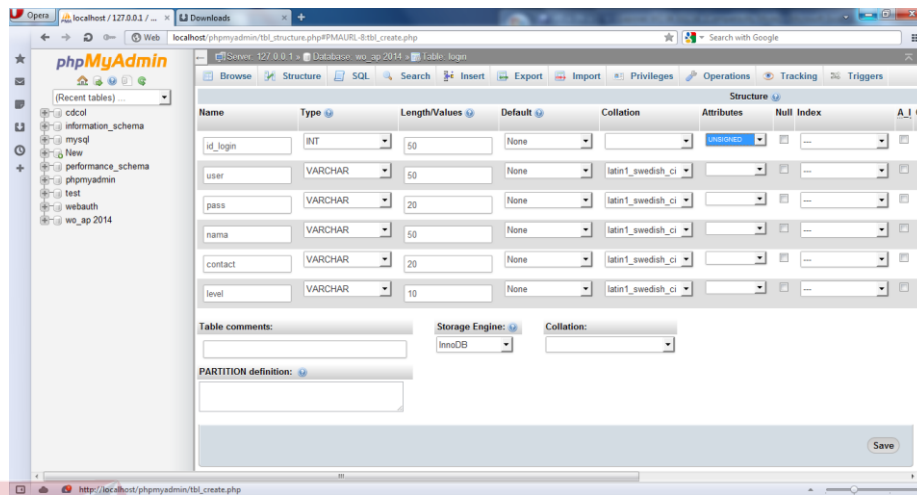 Opera
localhost / 127.0.0.1 / ...
Downloads
Web
localhost/phpmyadmin/tbl_structure.php#PMAURL-8:tbl_create.php
Search with Google
phpMyAdmin
(Recent tables) ...
cdcol
information_schema
mysql
New
performance_schema
phpmyadmin
test
webauth
wo_ap 2014
Server: 127.0.0.1 » Database: wo_ap 2014 » Table: login
Browse Structure SQL Search Insert Export Import Privileges Operations Tracking Triggers
Structure
Name Type Length/Values Default Collation Attributes Null Index A_I
id_login INT 50 None UNSIGNED ---
user VARCHAR 50 None latin1_swedish_ci ---
pass VARCHAR 20 None latin1_swedish_ci ---
nama VARCHAR 50 None latin1_swedish_ci ---
contact VARCHAR 20 None latin1_swedish_ci ---
level VARCHAR 10 None latin1_swedish_ci ---
Table comments: Storage Engine: Collation:
InnoDB
PARTITION definition:
Save
http://localhost/phpmyadmin/tbl_create.php